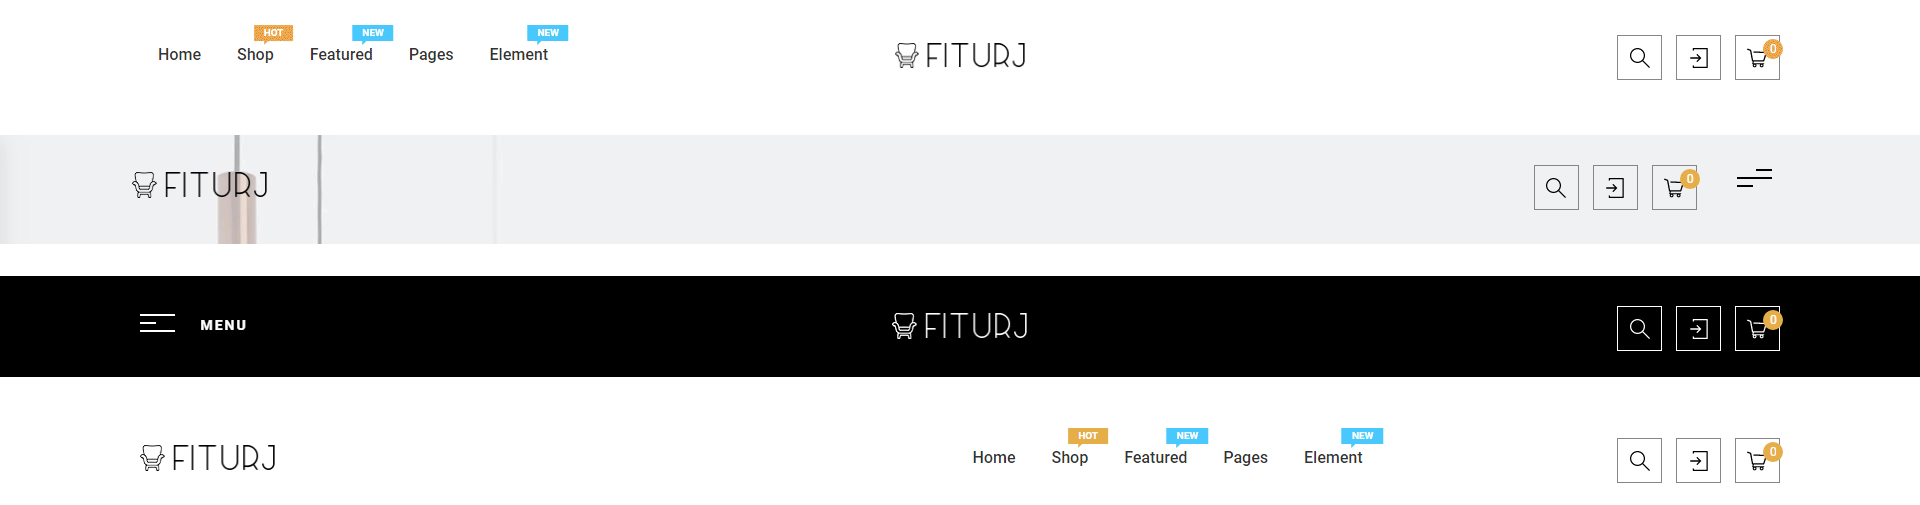 HOT NEW NEW
Home Shop Featured Pages Element FITURJ 0
FITURJ 0
MENU FITURJ 0
HOT NEW NEW
FITURJ Home Shop Featured Pages Element 0